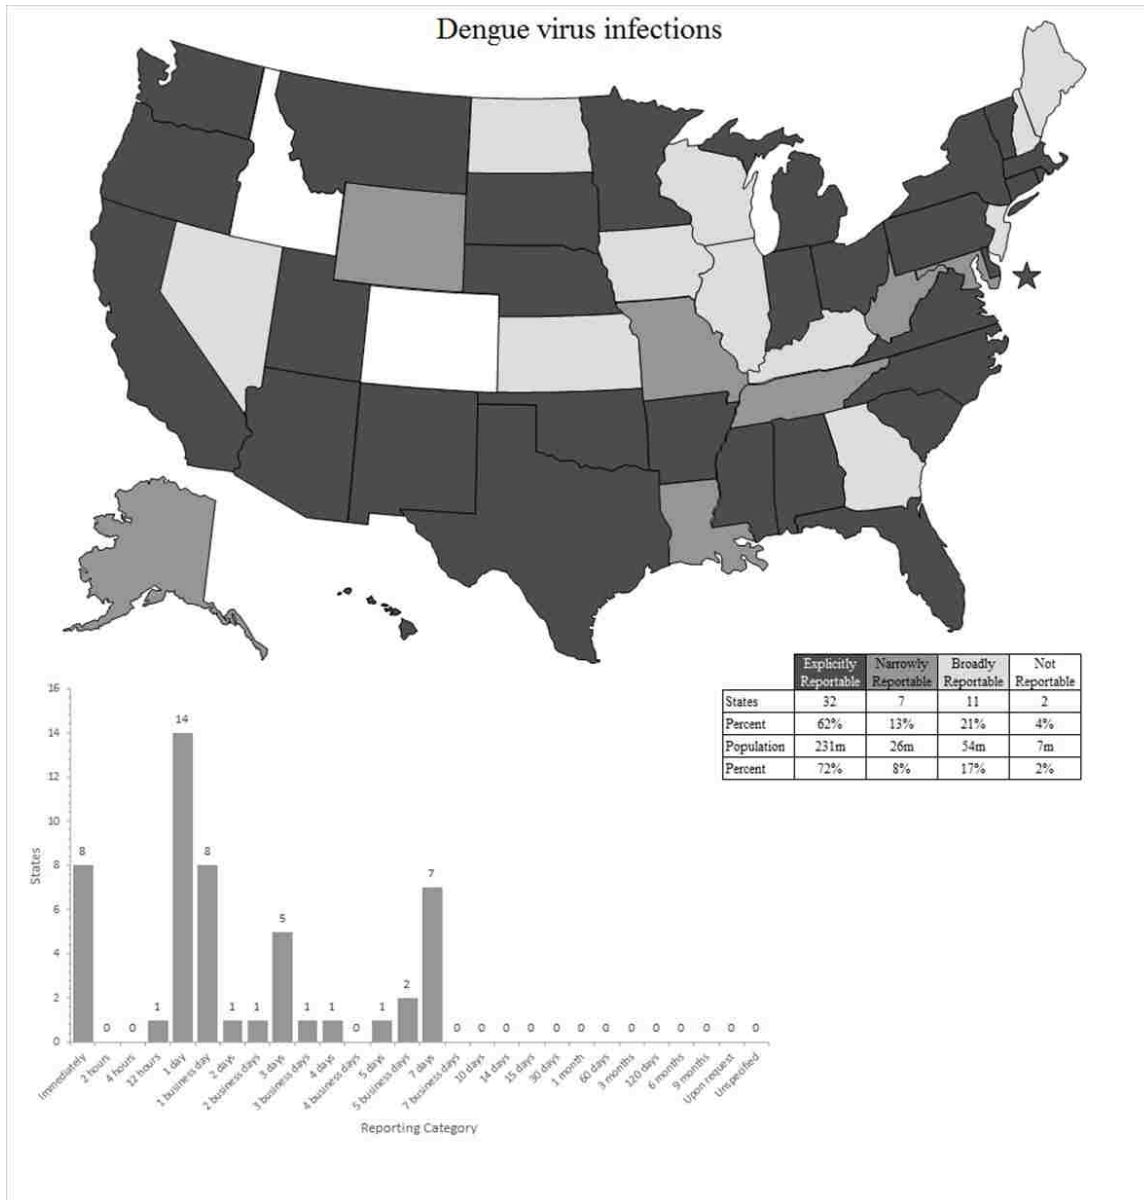 Dengue virus infections
Explicitly Reportable Narrowly Reportable Broadly Reportable Not Reportable
States 32 7 11 2
Percent 62% 13% 21% 4%
Population 231m 26m 54m 7m
Percent 72% 8% 17% 2%
16
14
12
10
8
6
4
2
0
States
8 0 0 1 14 8 1 1 5 1 1 0 1 2 7 0 0 0 0 0 0 0 0 0 0 0 0 0
Immediately
2 hours
4 hours
12 hours
1 day
1 business day
2 days
2 business days
3 days
3 business days
4 days
4 business days
5 days
5 business days
7 days
7 business days
10 days
14 days
15 days
30 days
1 month
60 days
3 months
120 days
6 months
9 months
Upon request
Unspecified
Reporting Category